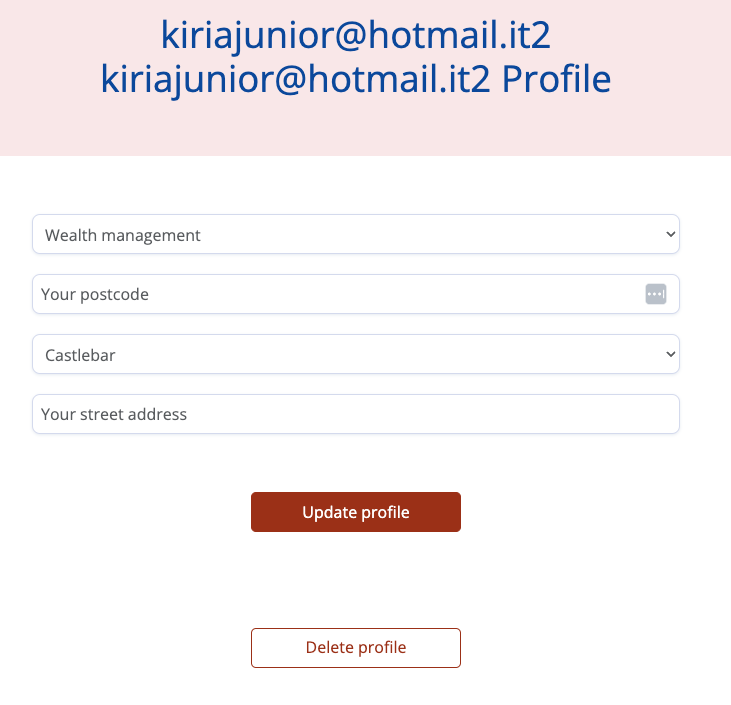 kiriajunior@hotmail.it2
kiriajunior@hotmail.it2 Profile
Wealth management
Your postcode
Castlebar
Your street address
Update profile
Delete profile